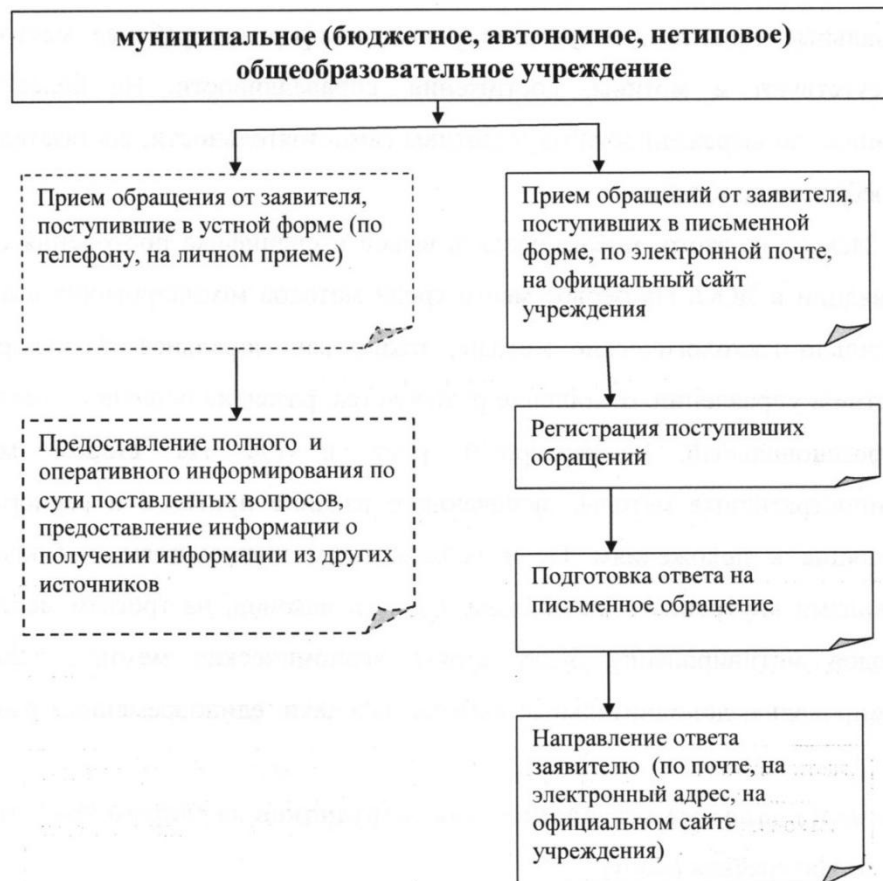 муниципальное (бюджетное, автономное, нетиповое)
общеобразовательное учреждение
Прием обращения от заявителя,
поступившие в устной форме (по
телефону, на личном приеме)
Предоставление полного и
оперативного информирования по
сути поставленных вопросов,
предоставление информации о
получении информации из других
источников
Прием обращений от заявителя,
поступивших в письменной
форме, по электронной почте,
на официальный сайт
учреждения
Регистрация поступивших
обращений
Подготовка ответа на
письменное обращение
Направление ответа
заявителю (по почте, на
электронный адрес, на
официальном сайте
учреждения)